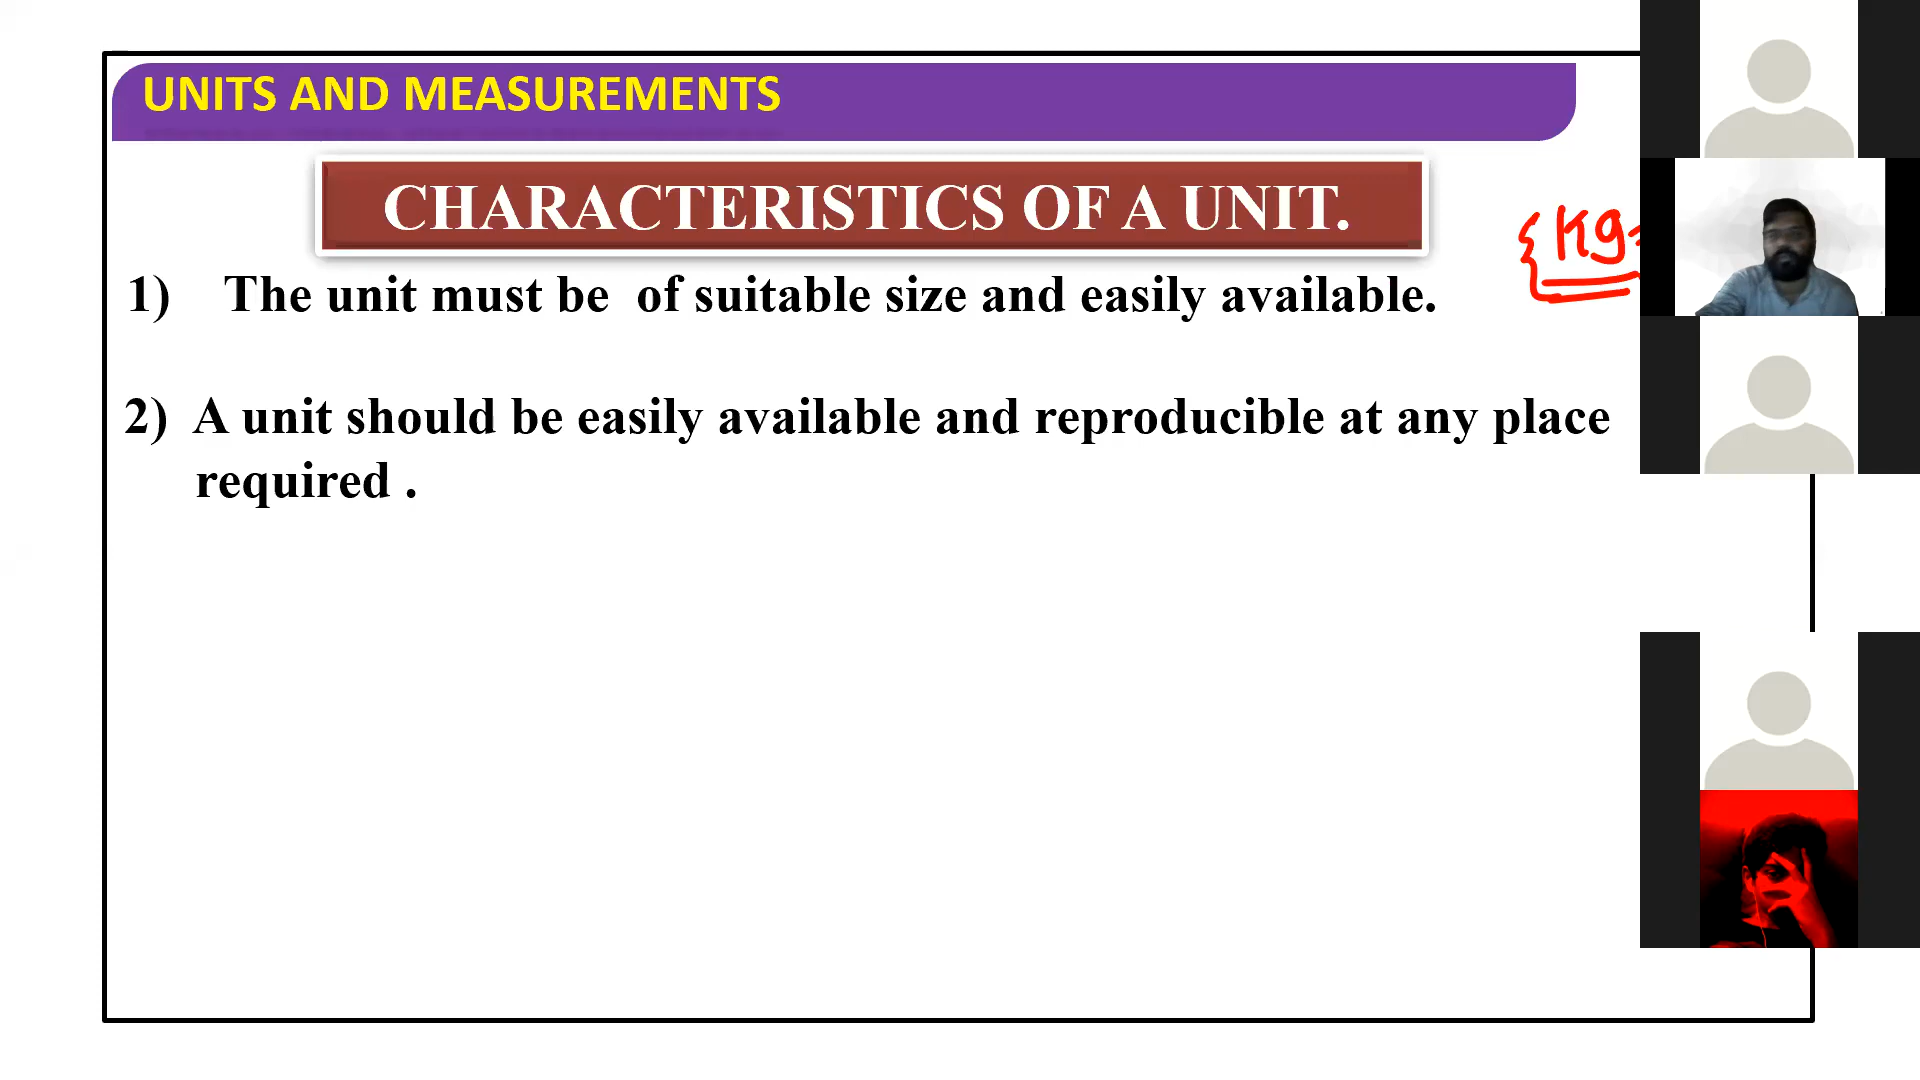 UNITS AND MEASUREMENTS
CHARACTERISTICS OF A UNIT.
{ Kg
1) The unit must be of suitable size and easily available.
2) A unit should be easily available and reproducible at any place
required .